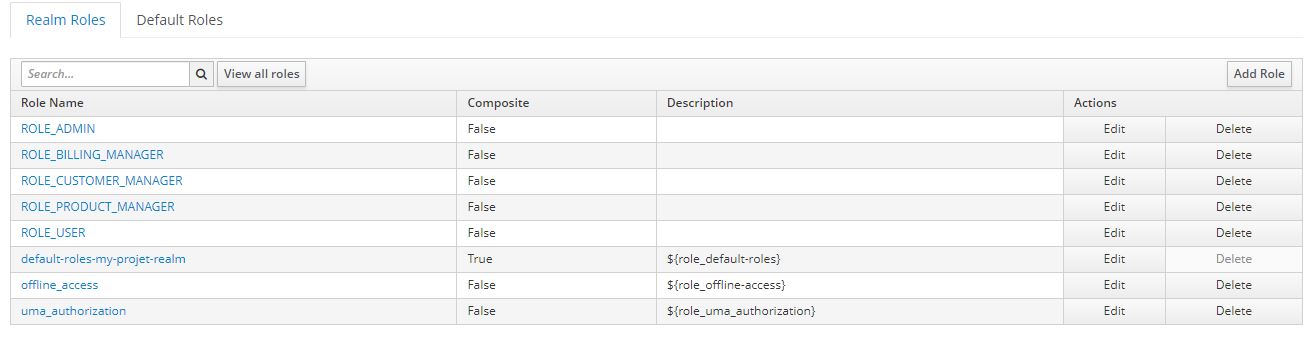 Realm Roles Default Roles
Search... View all roles Add Role
Role Name Composite Description Actions
ROLE_ADMIN False Edit Delete
ROLE_BILLING_MANAGER False Edit Delete
ROLE_CUSTOMER_MANAGER False Edit Delete
ROLE_PRODUCT_MANAGER False Edit Delete
ROLE_USER False Edit Delete
default-roles-my-projet-realm True ${role_default-roles} Edit Delete
offline_access False ${role_offline-access} Edit Delete
uma_authorization False ${role_uma_authorization} Edit Delete